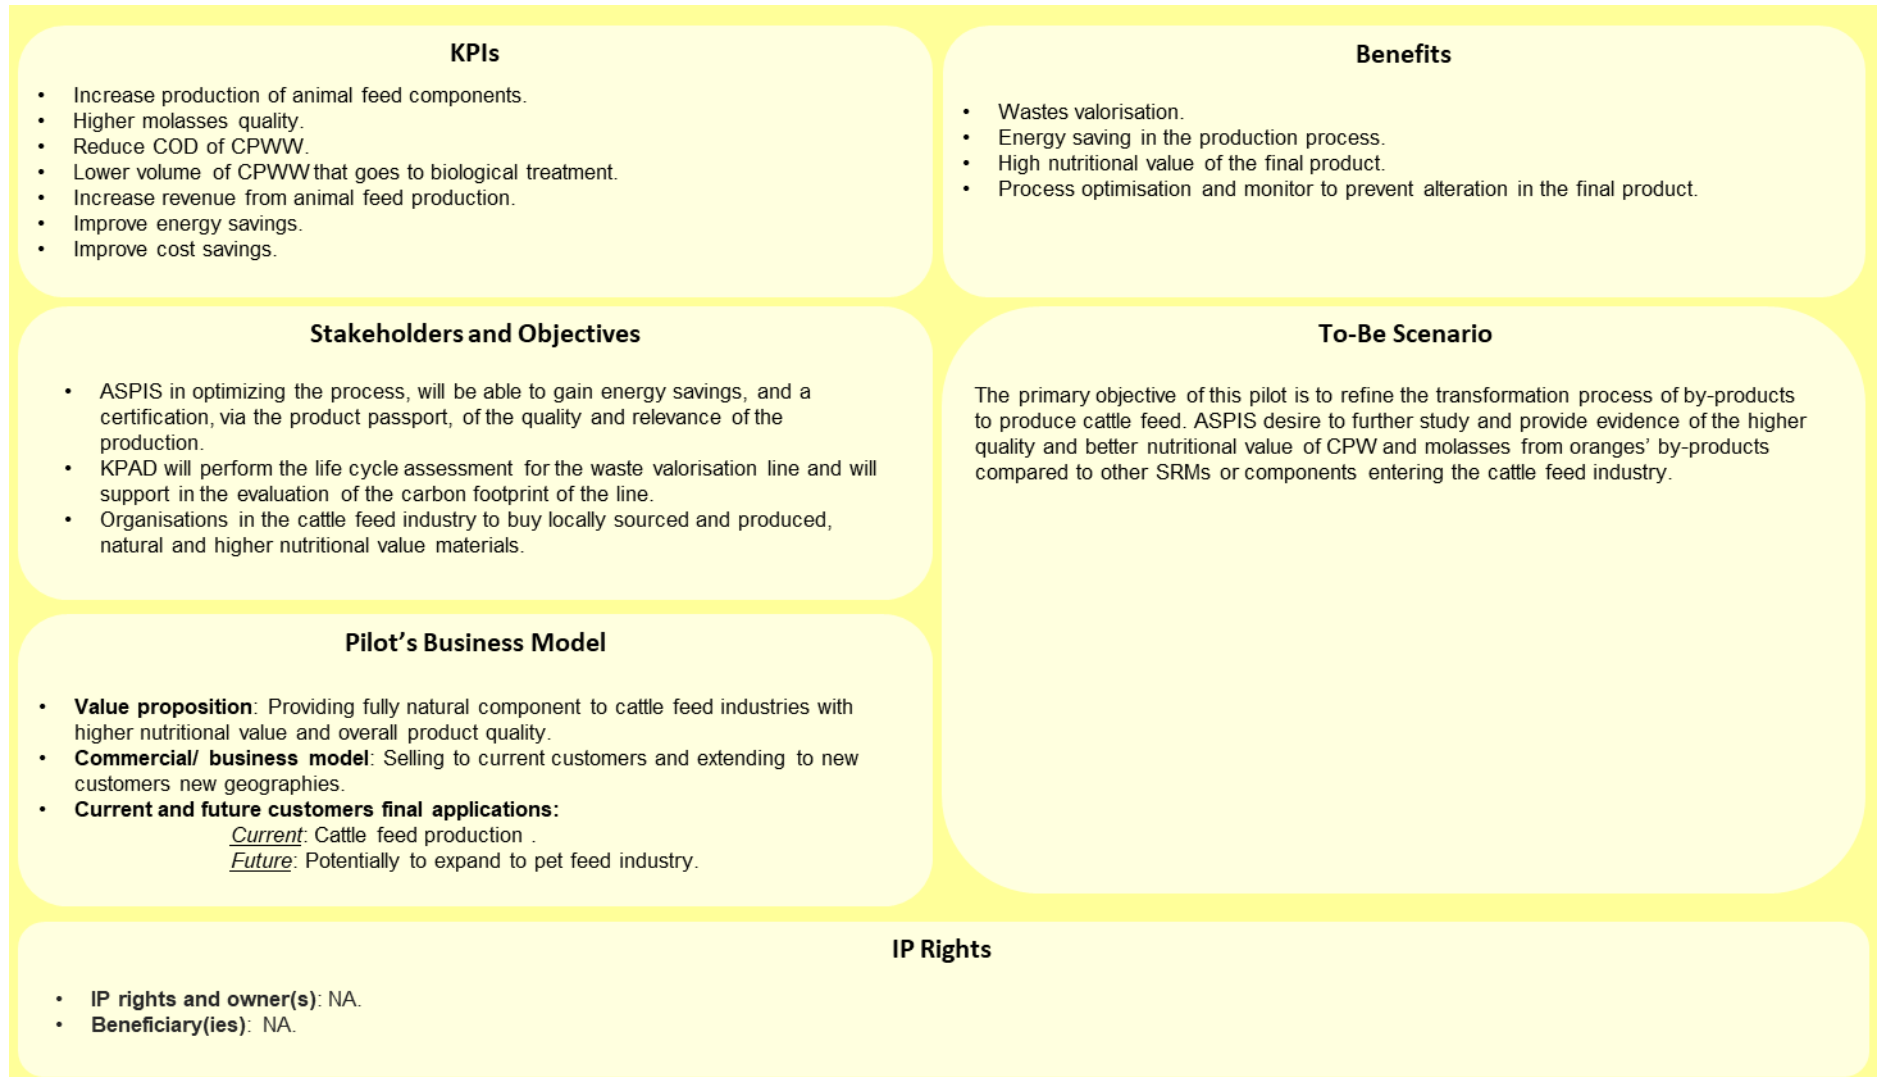 KPIs
• Increase production of animal feed components.
• Higher molasses quality.
• Reduce COD of CPWW.
• Lower volume of CPWW that goes to biological treatment.
• Increase revenue from animal feed production.
• Improve energy savings.
• Improve cost savings.
Benefits
• Wastes valorisation.
• Energy saving in the production process.
• High nutritional value of the final product.
• Process optimisation and monitor to prevent alteration in the final product.
Stakeholders and Objectives
• ASPIS in optimizing the process, will be able to gain energy savings, and a
certification, via the product passport, of the quality and relevance of the
production.
• KPAD will perform the life cycle assessment for the waste valorisation line and will
support in the evaluation of the carbon footprint of the line.
• Organisations in the cattle feed industry to buy locally sourced and produced,
natural and higher nutritional value materials.
To-Be Scenario
The primary objective of this pilot is to refine the transformation process of by-products
to produce cattle feed. ASPIS desire to further study and provide evidence of the higher
quality and better nutritional value of CPW and molasses from oranges’ by-products
compared to other SRMs or components entering the cattle feed industry.
Pilot’s Business Model
• Value proposition: Providing fully natural component to cattle feed industries with
higher nutritional value and overall product quality.
• Commercial/ business model: Selling to current customers and extending to new
customers new geographies.
• Current and future customers final applications:
Current: Cattle feed production .
Future: Potentially to expand to pet feed industry.
IP Rights
• IP rights and owner(s): NA.
• Beneficiary(ies): NA.